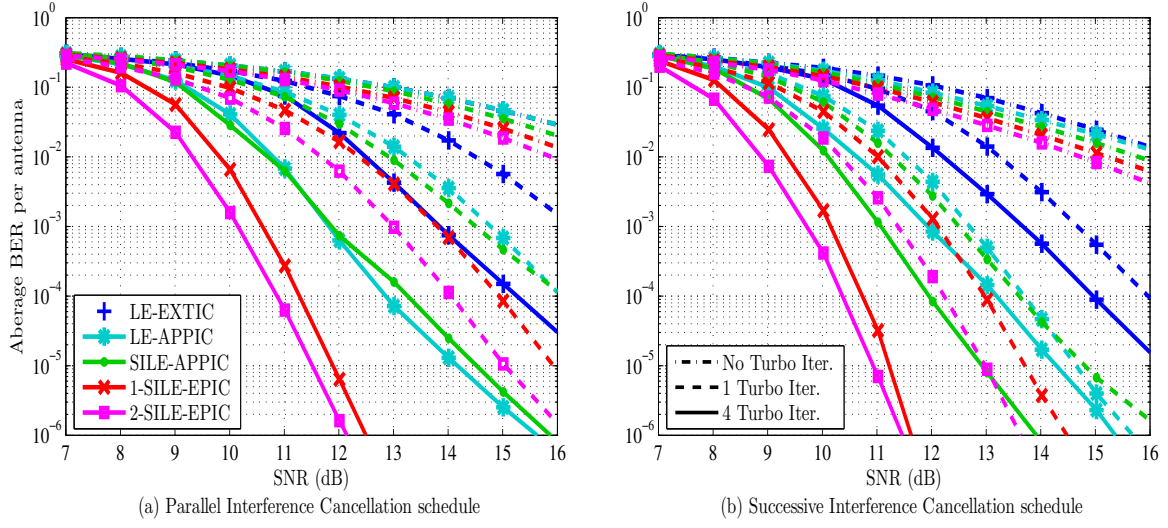 Aberage BER per antenna
10^0
10^-1
10^-2
10^-3
10^-4
10^-5
10^-6
LE-EXTIC
LE-APPIC
SILE-APPIC
1-SILE-EPIC
2-SILE-EPIC
7 8 9 10 11 12 13 14 15 16
SNR (dB)
(a) Parallel Interference Cancellation schedule
10^0
10^-1
10^-2
10^-3
10^-4
10^-5
10^-6
No Turbo Iter.
1 Turbo Iter.
4 Turbo Iter.
7 8 9 10 11 12 13 14 15 16
SNR (dB)
(b) Successive Interference Cancellation schedule